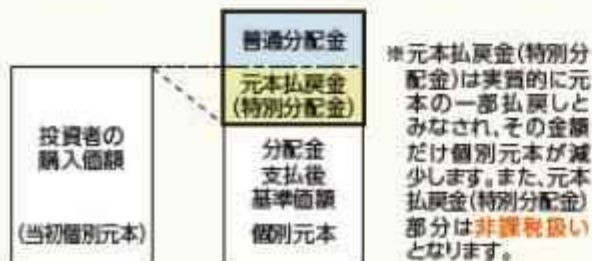 普通分配金
元本払戻金
(特別分配金)
投資者の
購入価額
(当初個別元本)
分配金
支払後
基準価額
個別元本
※元本払戻金(特別分
配金)は実質的に元
本の一部払戻しと
みなされ、その金額
だけ個別元本が減
少します。また、元本
払戻金(特別分配金)
部分は非課税扱い
となります。